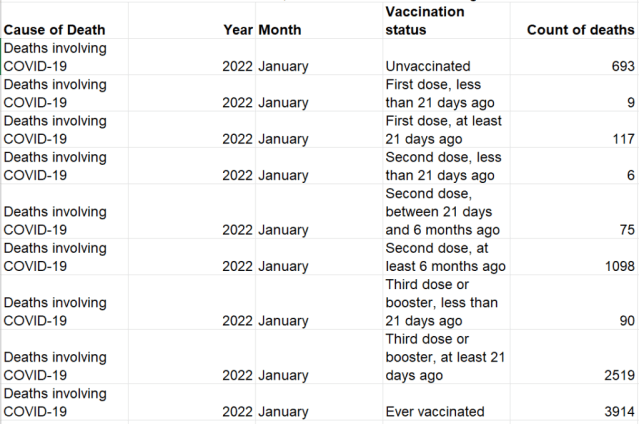 Cause of Death Year Month Vaccination status Count of deaths
Deaths involving COVID-19 2022 January Unvaccinated 693
Deaths involving COVID-19 2022 January First dose, less than 21 days ago 9
Deaths involving COVID-19 2022 January First dose, at least 21 days ago 117
Deaths involving COVID-19 2022 January Second dose, less than 21 days ago 6
Deaths involving COVID-19 2022 January Second dose, between 21 days and 6 months ago 75
Deaths involving COVID-19 2022 January Second dose, at least 6 months ago 1098
Deaths involving COVID-19 2022 January Third dose or booster, less than 21 days ago 90
Deaths involving COVID-19 2022 January Third dose or booster, at least 21 days ago 2519
Deaths involving COVID-19 2022 January Ever vaccinated 3914